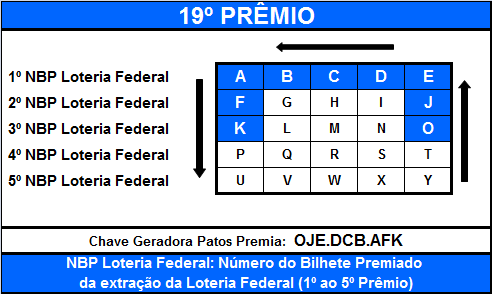 19º PRÊMIO
1º NBP Loteria Federal A B C D E
2º NBP Loteria Federal F G H I J
3º NBP Loteria Federal K L M N O
4º NBP Loteria Federal P Q R S T
5º NBP Loteria Federal U V W X Y
Chave Geradora Patos Premia: OJE.DCB.AFK
NBP Loteria Federal: Número do Bilhete Premiado
da extração da Loteria Federal (1º ao 5º Prêmio)